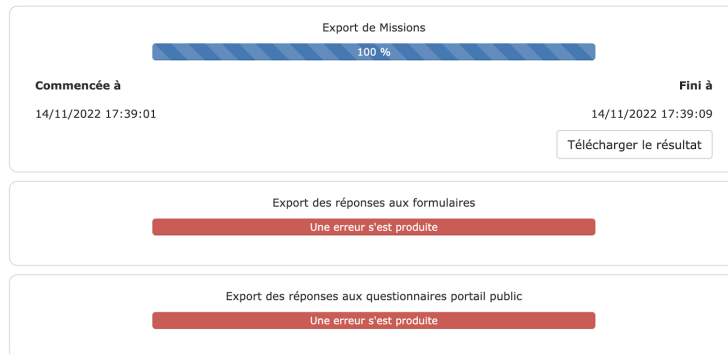 Export de Missions
100 %
Commencée à Fini à
14/11/2022 17:39:01 14/11/2022 17:39:09
Télécharger le résultat
Export des réponses aux formulaires
Une erreur s'est produite
Export des réponses aux questionnaires portail public
Une erreur s'est produite